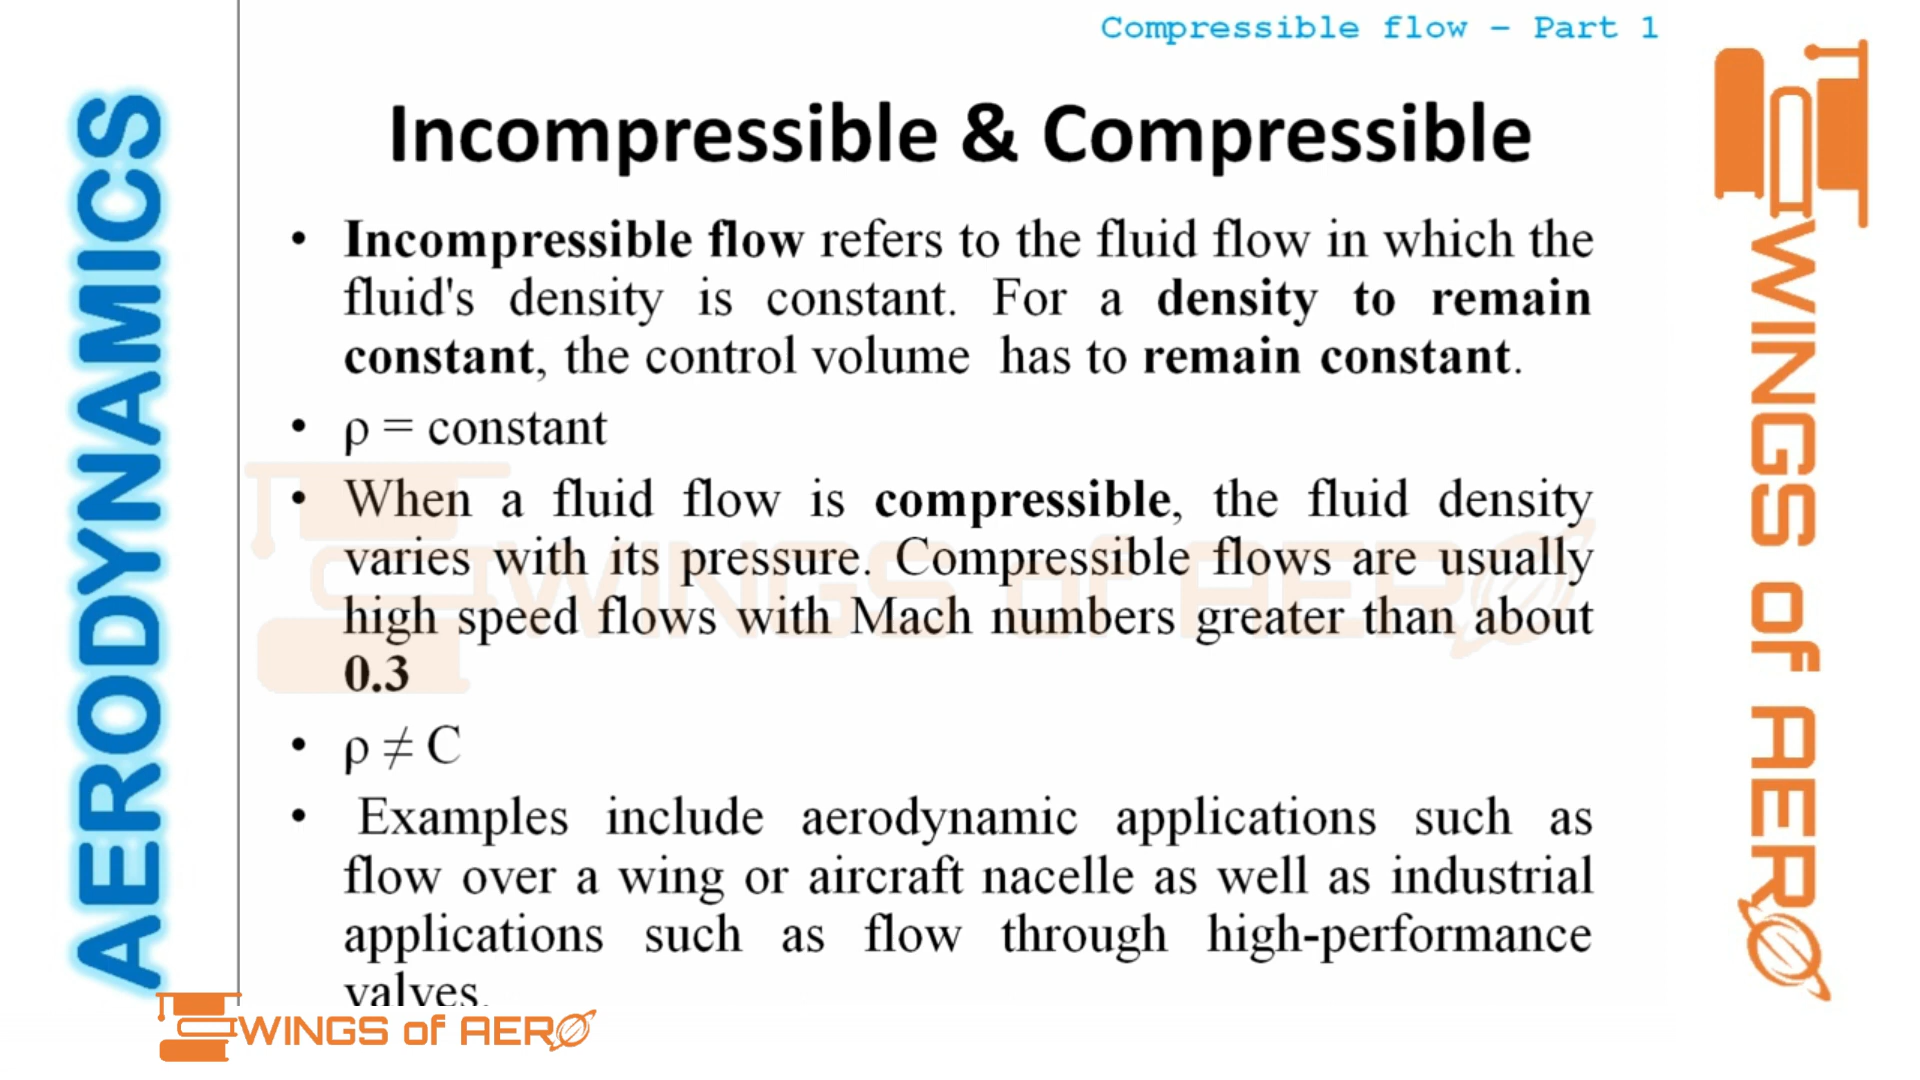 Compressible flow – Part 1
AERODYNAMICS
Incompressible & Compressible
• Incompressible flow refers to the fluid flow in which the
fluid's density is constant. For a density to remain
constant, the control volume has to remain constant.
• ρ = constant
• When a fluid flow is compressible, the fluid density
varies with its pressure. Compressible flows are usually
high speed flows with Mach numbers greater than about
0.3
• ρ ≠ C
• Examples include aerodynamic applications such as
flow over a wing or aircraft nacelle as well as industrial
applications such as flow through high-performance
valves.
WINGS of AERO
WINGS of AERO
WINGS of AERO